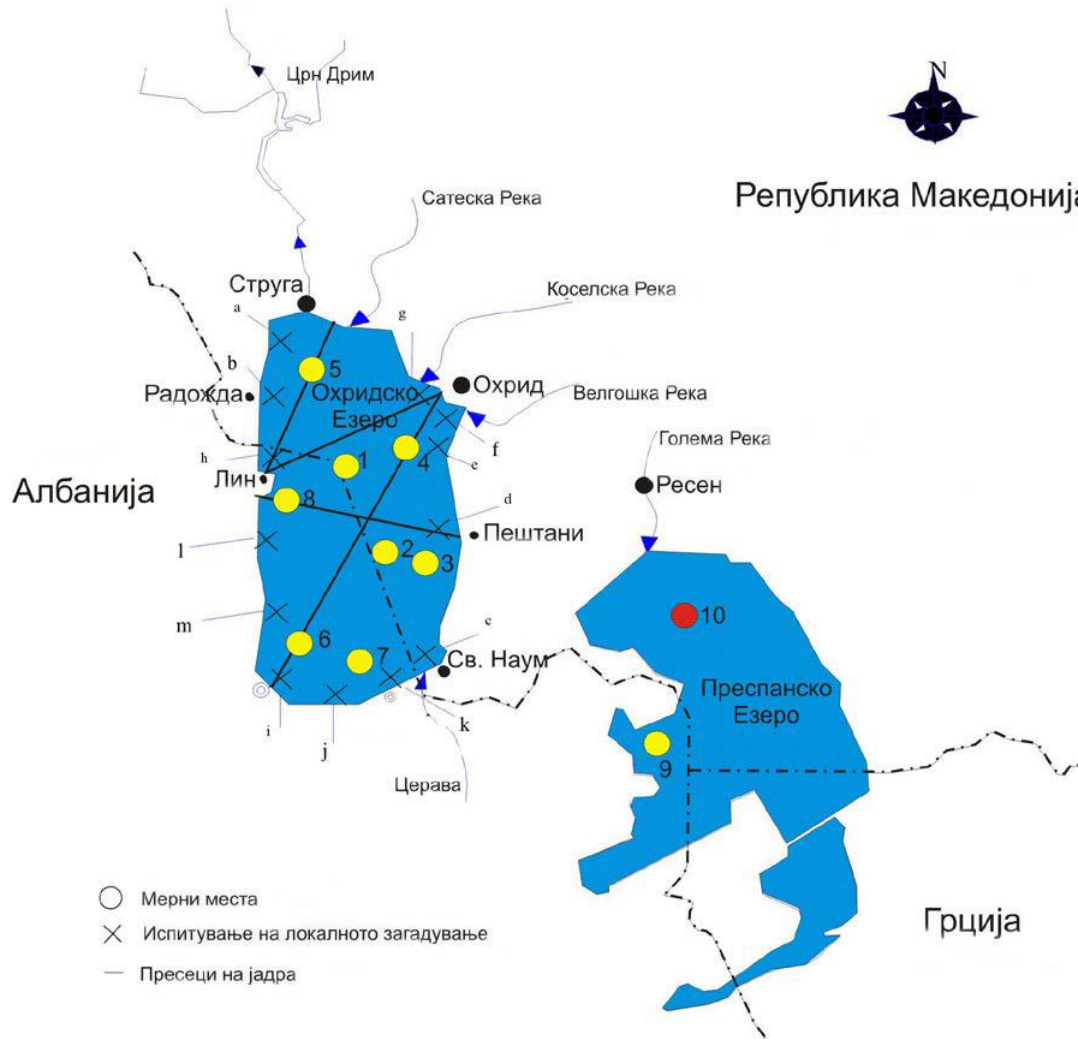 Црн Дрим
N
Република Македонија
Сатеска Река
Струга
Коселска Река
a
g
b
5
Охрид
Радожда
Охридско
Езеро
Велгошка Река
f
4
Голема Река
h
1
e
Лин
Албанија
8
Ресен
d
Пештани
l
2
3
m
10
6
c
7
Св. Наум
Преспанско
Езеро
i
k
j
9
Церава
Мерни места
Испитување на локалното загадување
Грција
Пресеци на јадра